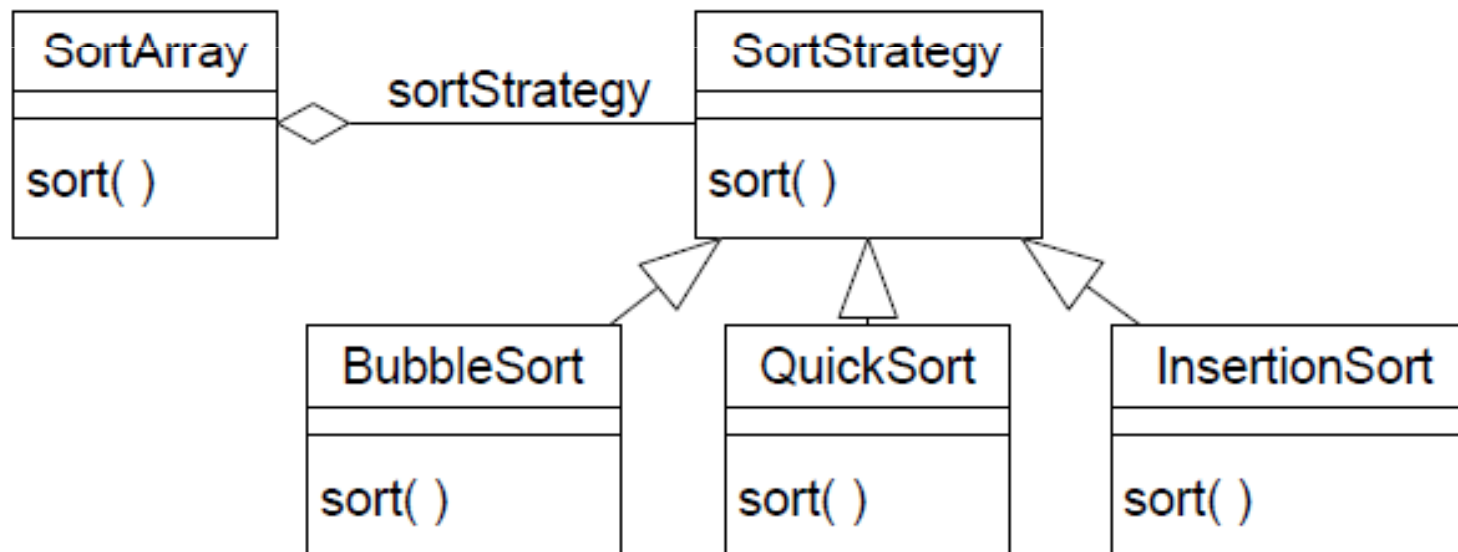 SortArray
SortStrategy
sortStrategy
sort( )
sort( )
BubbleSort
QuickSort
InsertionSort
sort( )
sort( )
sort( )